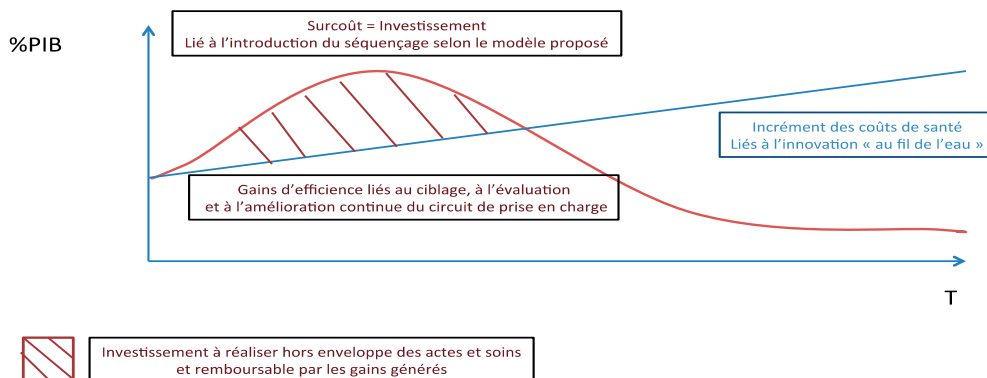 Surcoût = Investissement
Lié à l’introduction du séquençage selon le modèle proposé
%PIB
Incrément des coûts de santé
Liés à l’innovation « au fil de l’eau »
Gains d’efficience liés au ciblage, à l’évaluation
et à l’amélioration continue du circuit de prise en charge
T
Investissement à réaliser hors enveloppe des actes et soins
et remboursable par les gains générés